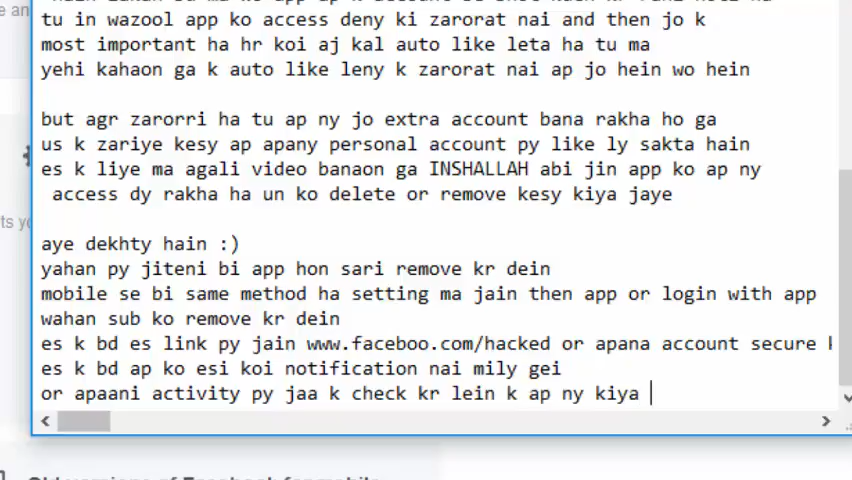 tu in wazool app ko access deny ki zarorat nai and then jo k
most important ha hr koi aj kal auto like leta ha tu ma
yehi kahaon ga k auto like leny k zarorat nai ap jo hein wo hein
but agr zarorri ha tu ap ny jo extra account bana rakha ho ga
us k zariye kesy ap apany personal account py like ly sakta hain
es k liye ma agali video banaon ga INSHALLAH abi jin app ko ap ny
access dy rakha ha un ko delete or remove kesy kiya jaye
aye dekhty hain :)
yahan py jiteni bi app hon sari remove kr dein
mobile se bi same method ha setting ma jain then app or login with app
wahan sub ko remove kr dein
es k bd es link py jain www.faceboo.com/hacked or apana account secure
es k bd ap ko esi koi notification nai mily gei
or apaani activity py jaa k check kr lein k ap ny kiya